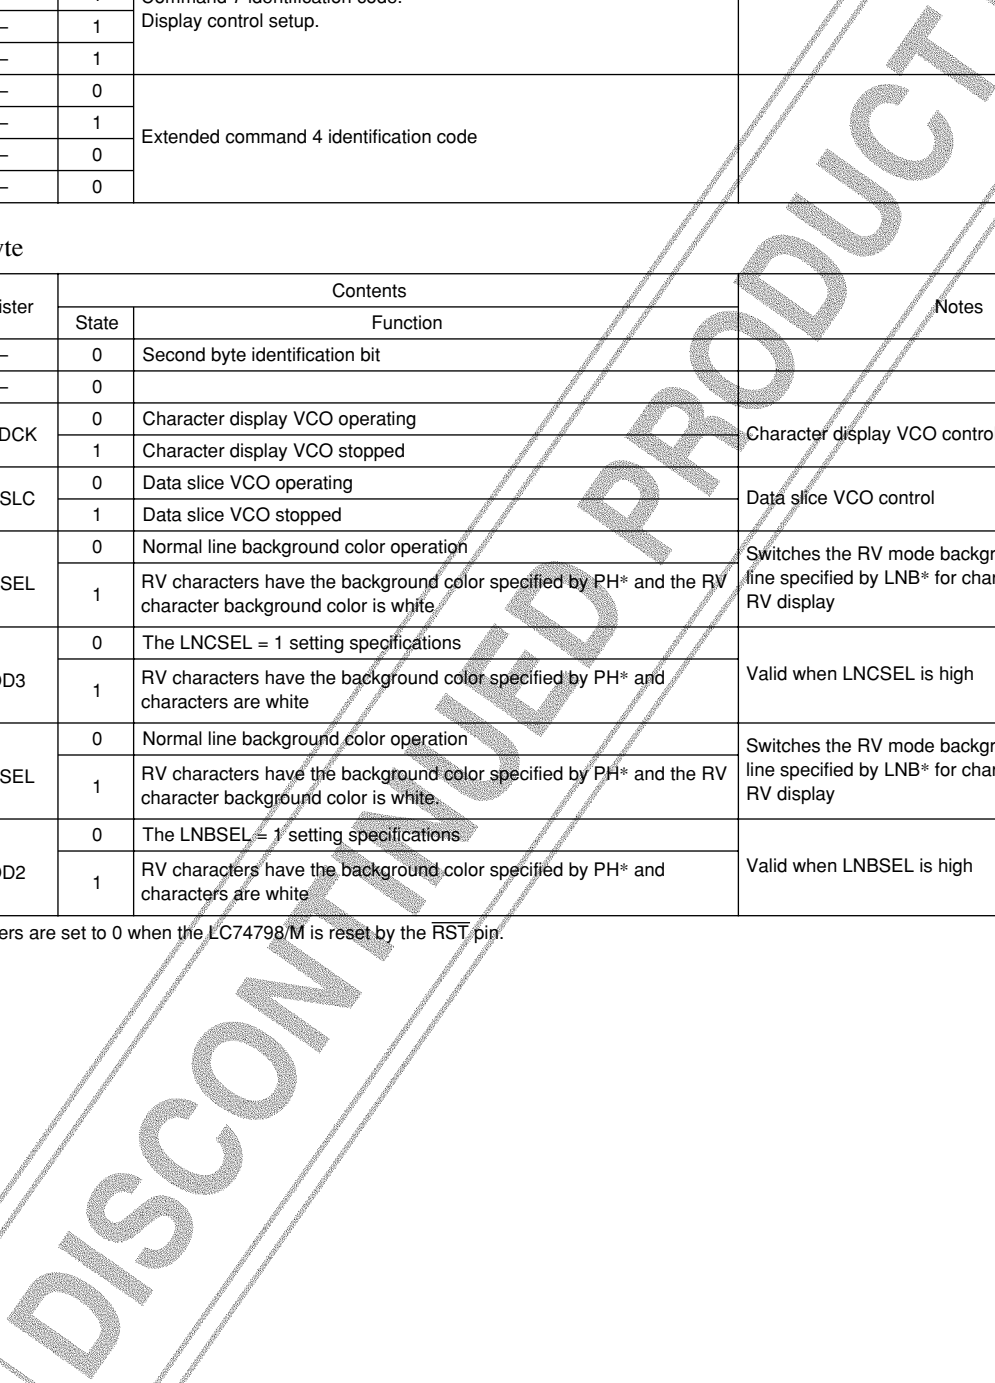 Command 7 identification code.
– 1 Display control setup.
– 1
– 0
– 1
Extended command 4 identification code
– 0
– 0
yte
ister Contents Notes
State Function
– 0 Second byte identification bit
– 0
DCK 0 Character display VCO operating Character display VCO control
1 Character display VCO stopped
SLC 0 Data slice VCO operating Data slice VCO control
1 Data slice VCO stopped
SEL 0 Normal line background color operation Switches the RV mode backgr
1 RV characters have the background color specified by PH* and the RV line specified by LNB* for char
character background color is white. RV display
D3 0 The LNCSEL = 1 setting specifications Valid when LNCSEL is high
1 RV characters have the background color specified by PH* and
characters are white
SEL 0 Normal line background color operation Switches the RV mode backgr
1 RV characters have the background color specified by PH* and the RV line specified by LNB* for char
character background color is white. RV display
D2 0 The LNBSEL = 1 setting specifications Valid when LNBSEL is high
1 RV characters have the background color specified by PH* and
characters are white
ers are set to 0 when the LC74798/M is reset by the RST pin.
DISCONTINUED PRODUCT